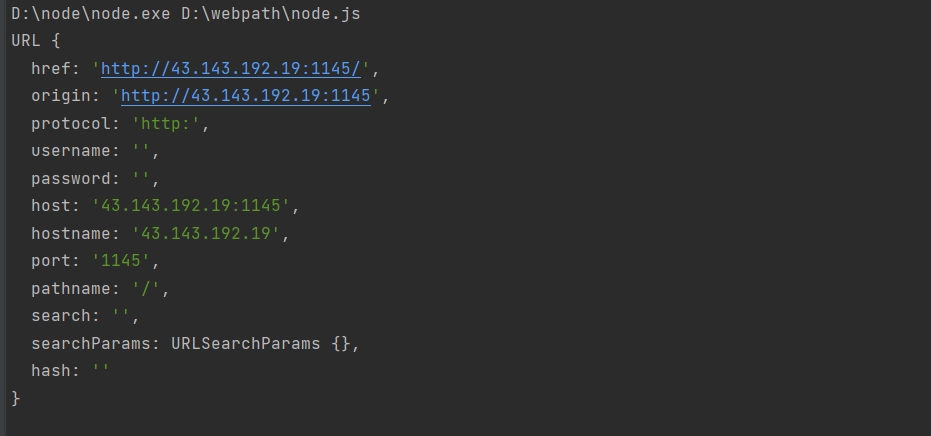 D:\node\node.exe D:\webpath\node.js
URL {
  href: 'http://43.143.192.19:1145/',
  origin: 'http://43.143.192.19:1145',
  protocol: 'http:',
  username: '',
  password: '',
  host: '43.143.192.19:1145',
  hostname: '43.143.192.19',
  port: '1145',
  pathname: '/',
  search: '',
  searchParams: URLSearchParams {},
  hash: ''
}